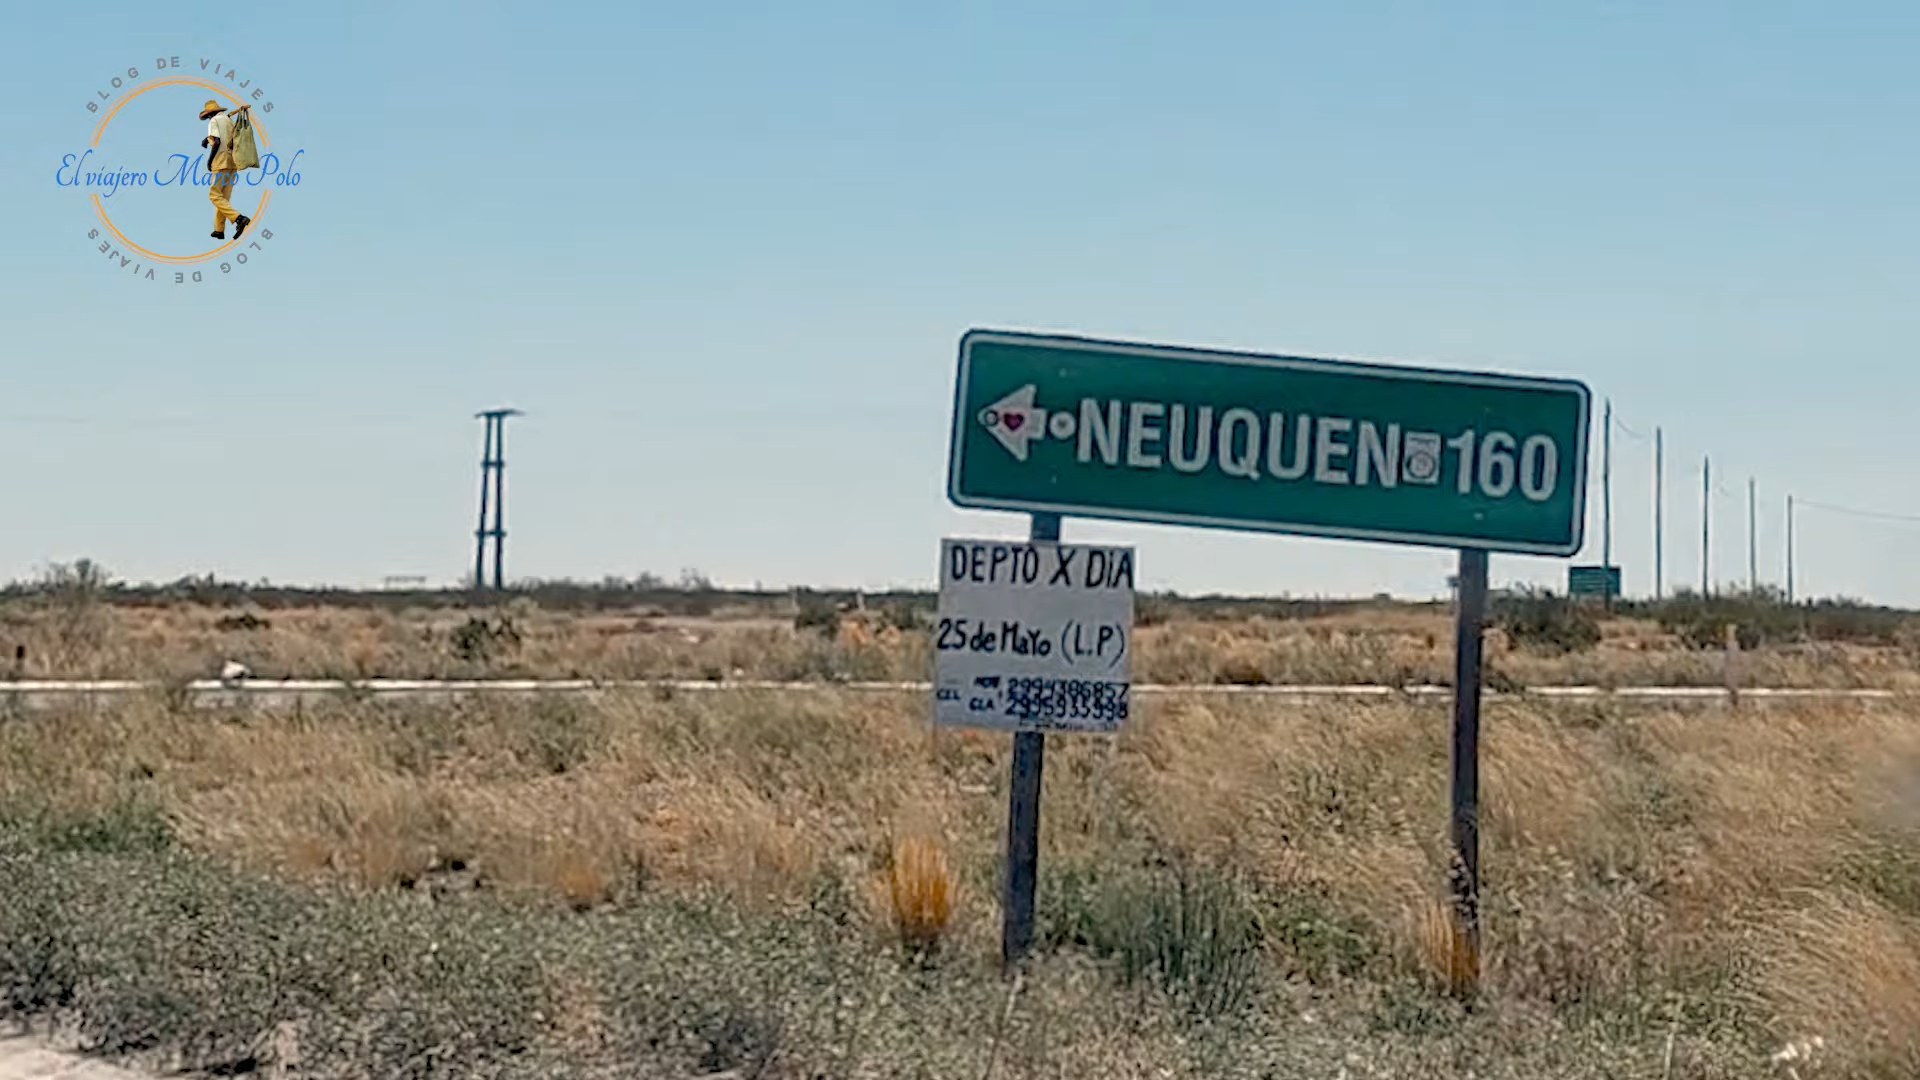 BLOG DE VIAJES
El viajero Marco Polo
BLOG DE VIAJES
NEUQUEN 160
DEPTO X DiA
25 de MaYo (L.P)
CEL
CLA